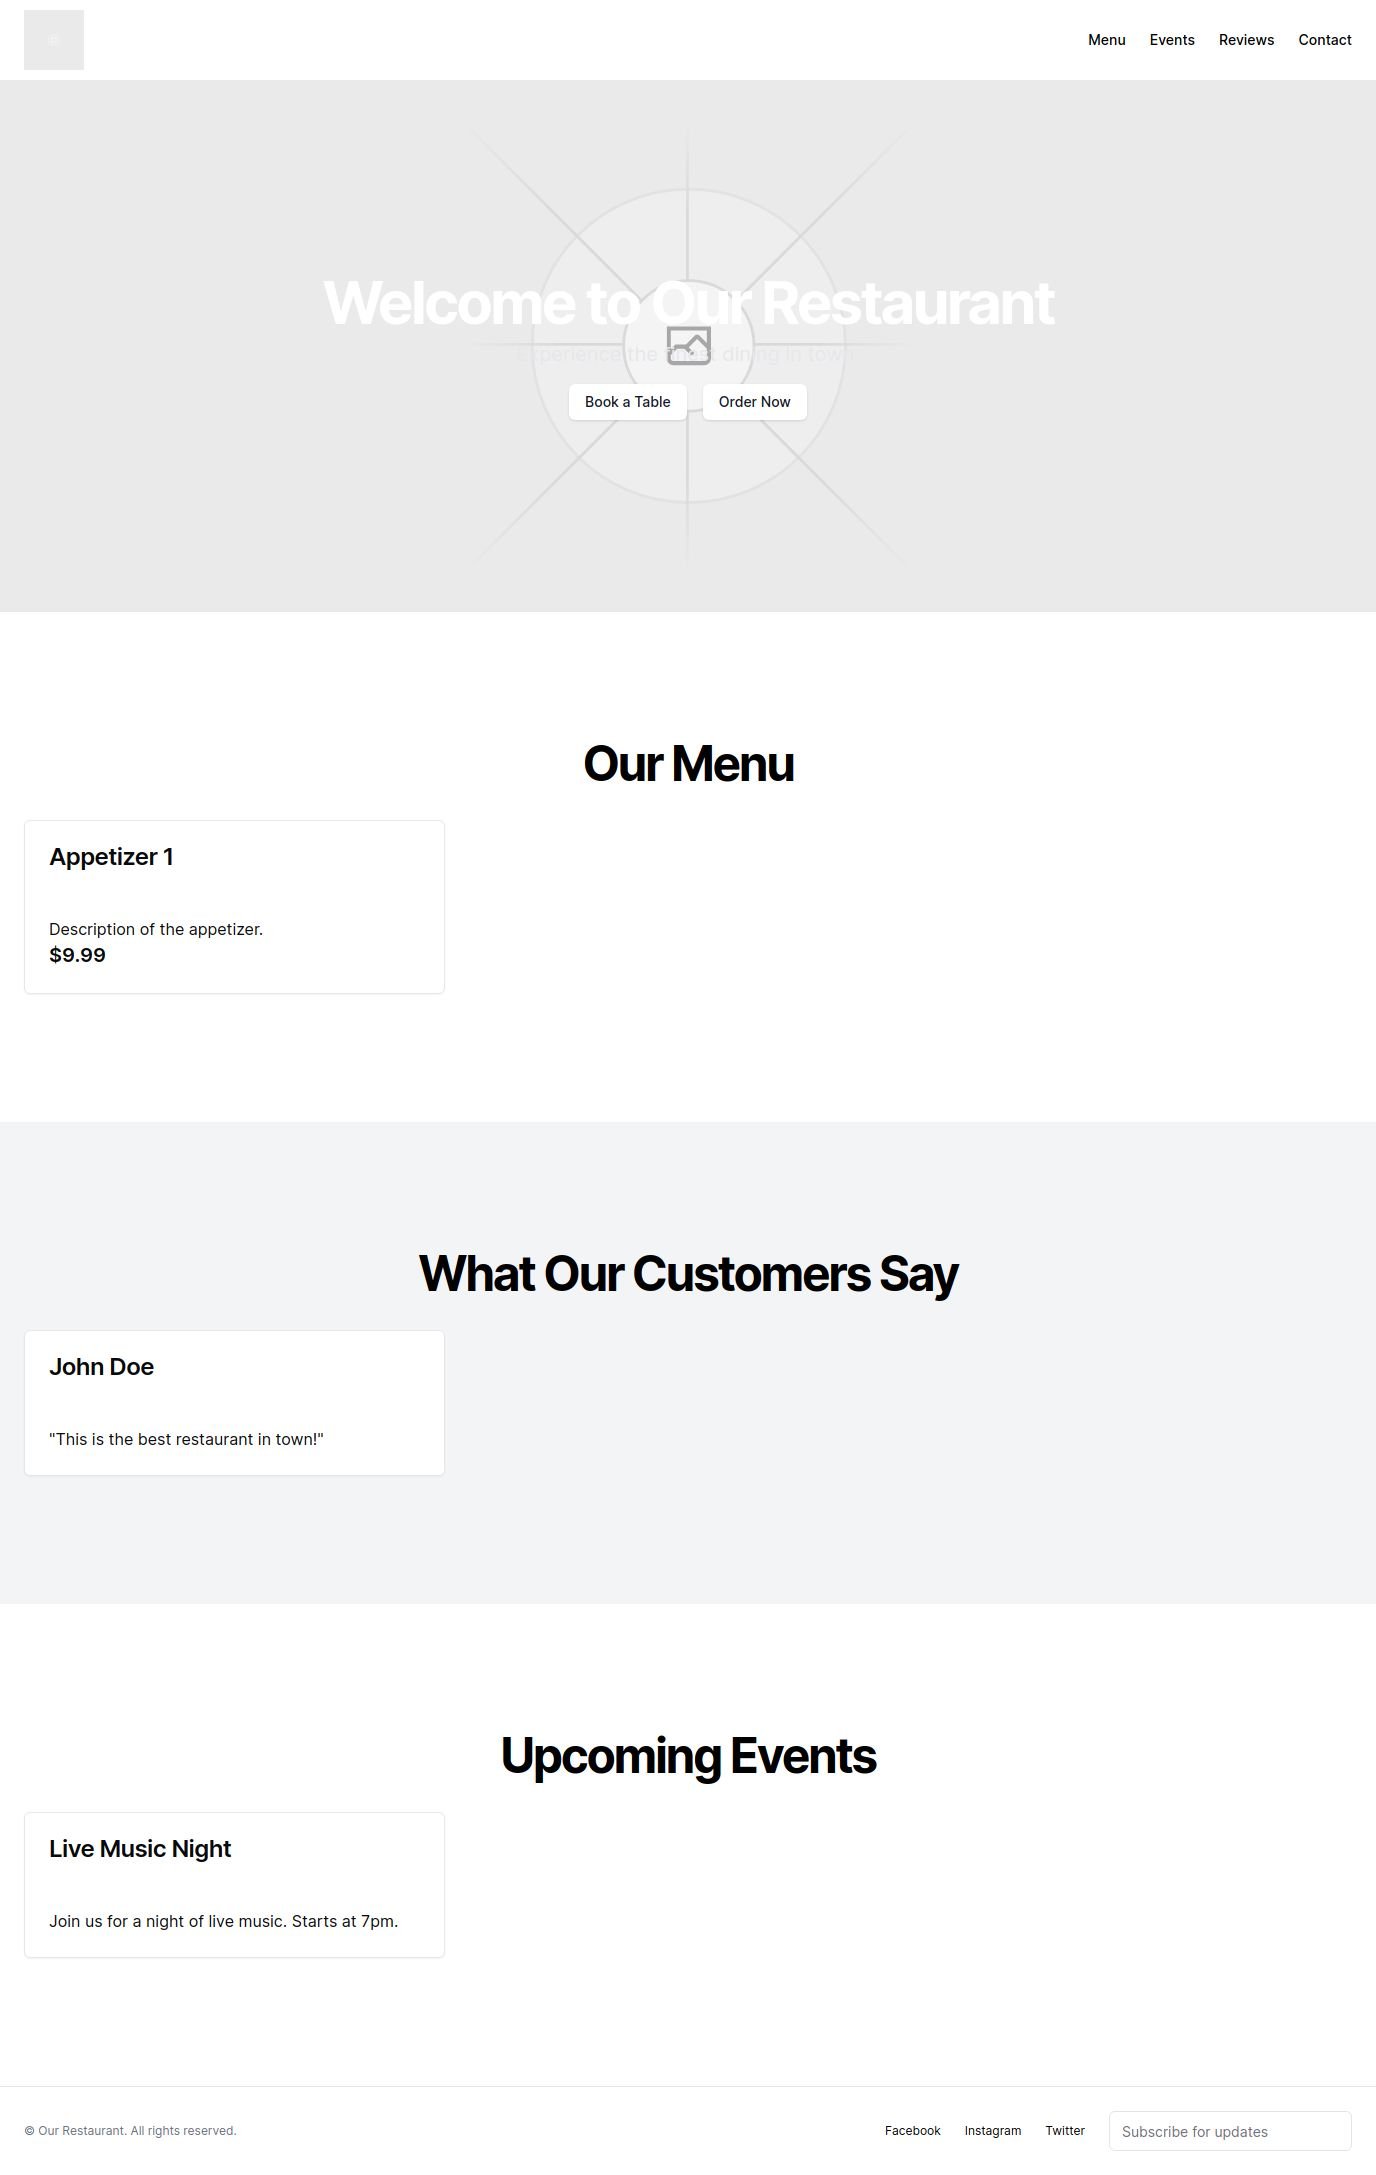 Menu
Events
Reviews
Contact
Welcome to Our Restaurant
Experience the finest dining in town
Book a Table
Order Now
Our Menu
Appetizer 1
Description of the appetizer.
$9.99
What Our Customers Say
John Doe
"This is the best restaurant in town!"
Upcoming Events
Live Music Night
Join us for a night of live music. Starts at 7pm.
© Our Restaurant. All rights reserved.
Facebook
Instagram
Twitter
Subscribe for updates